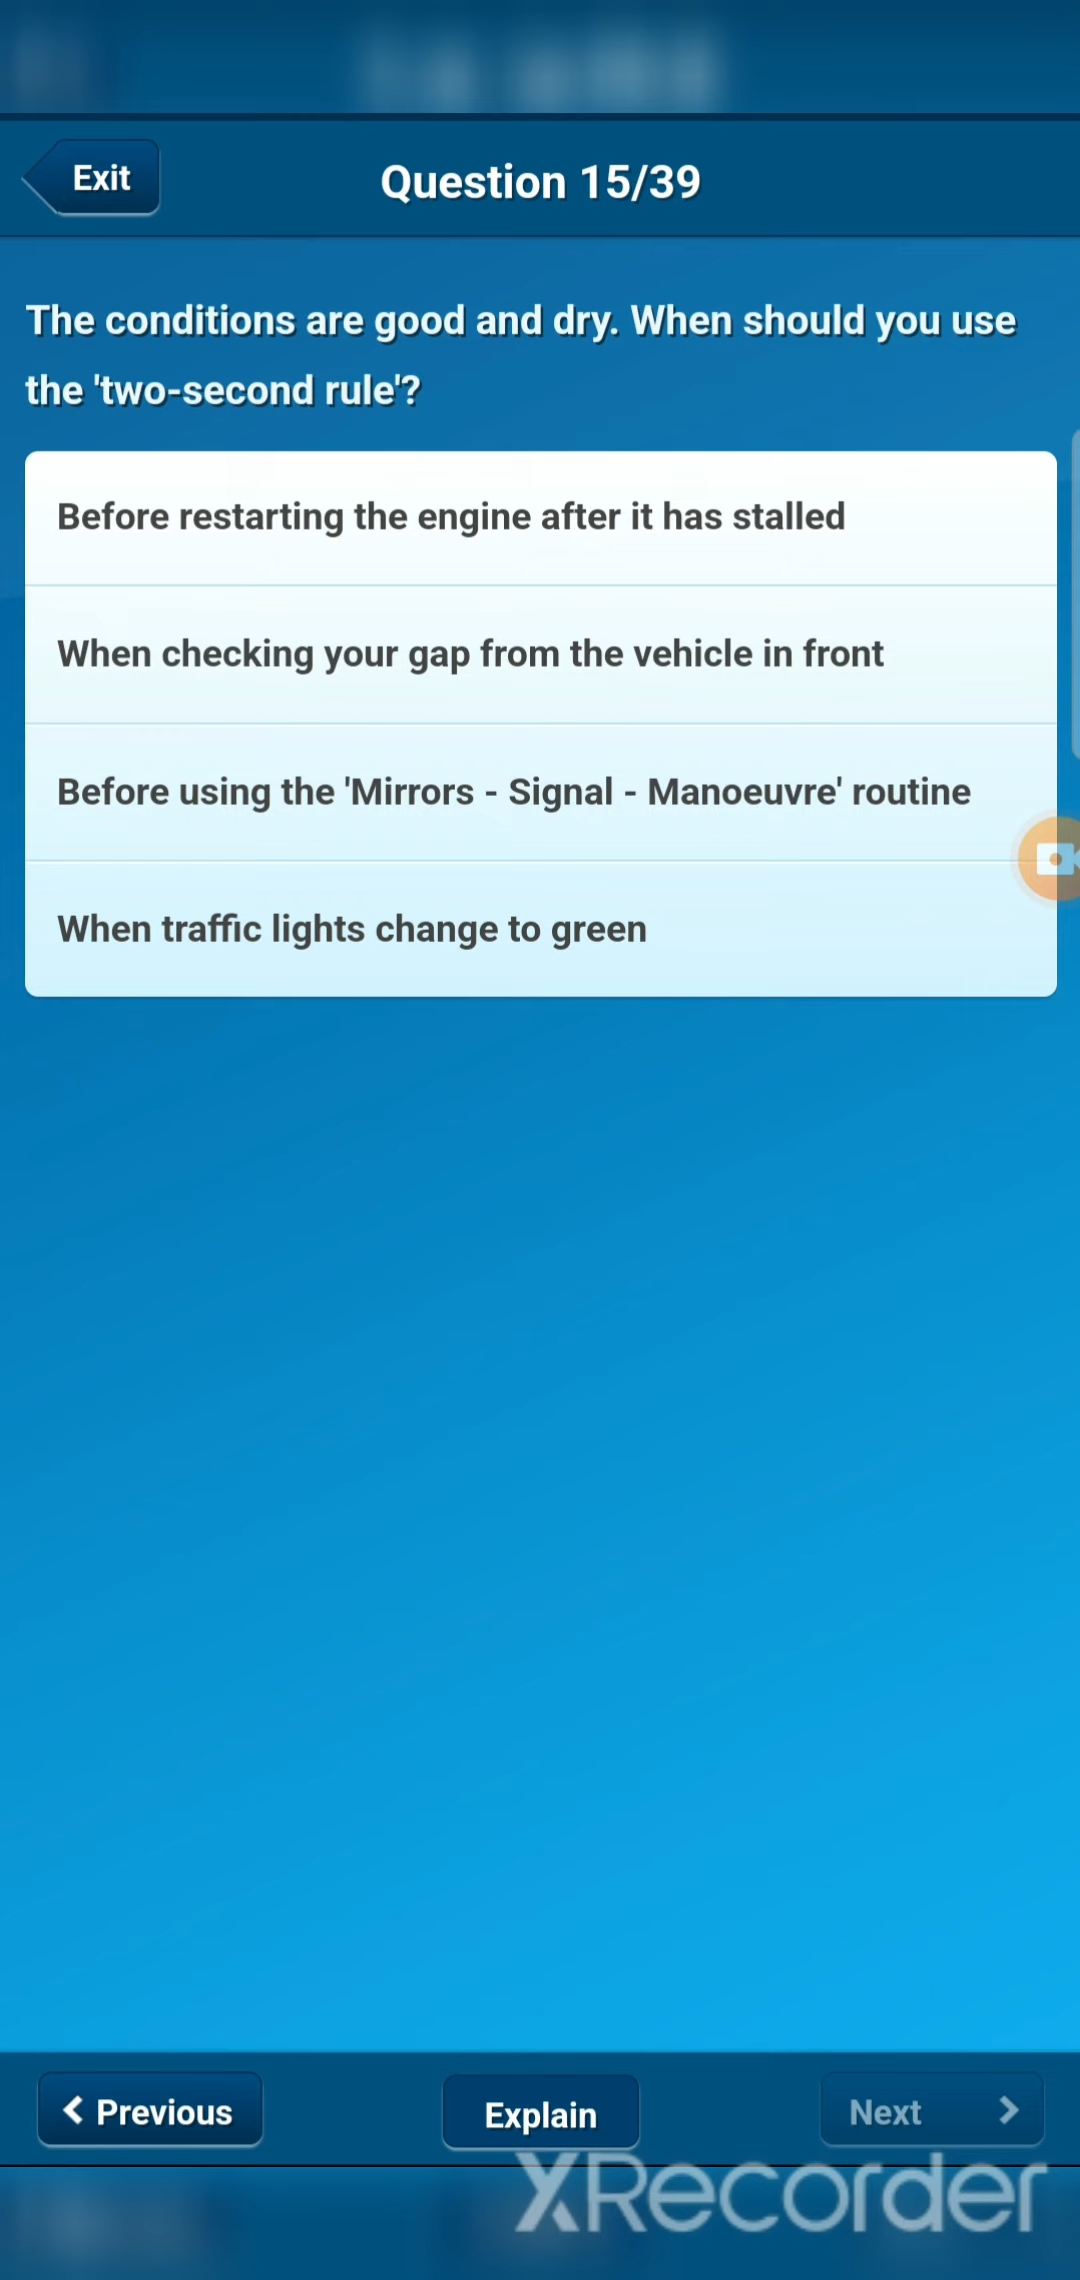 Exit
Question 15/39
The conditions are good and dry. When should you use
the 'two-second rule'?
Before restarting the engine after it has stalled
When checking your gap from the vehicle in front
Before using the 'Mirrors - Signal - Manoeuvre' routine
When traffic lights change to green
Previous
Explain
Next
XRecorder